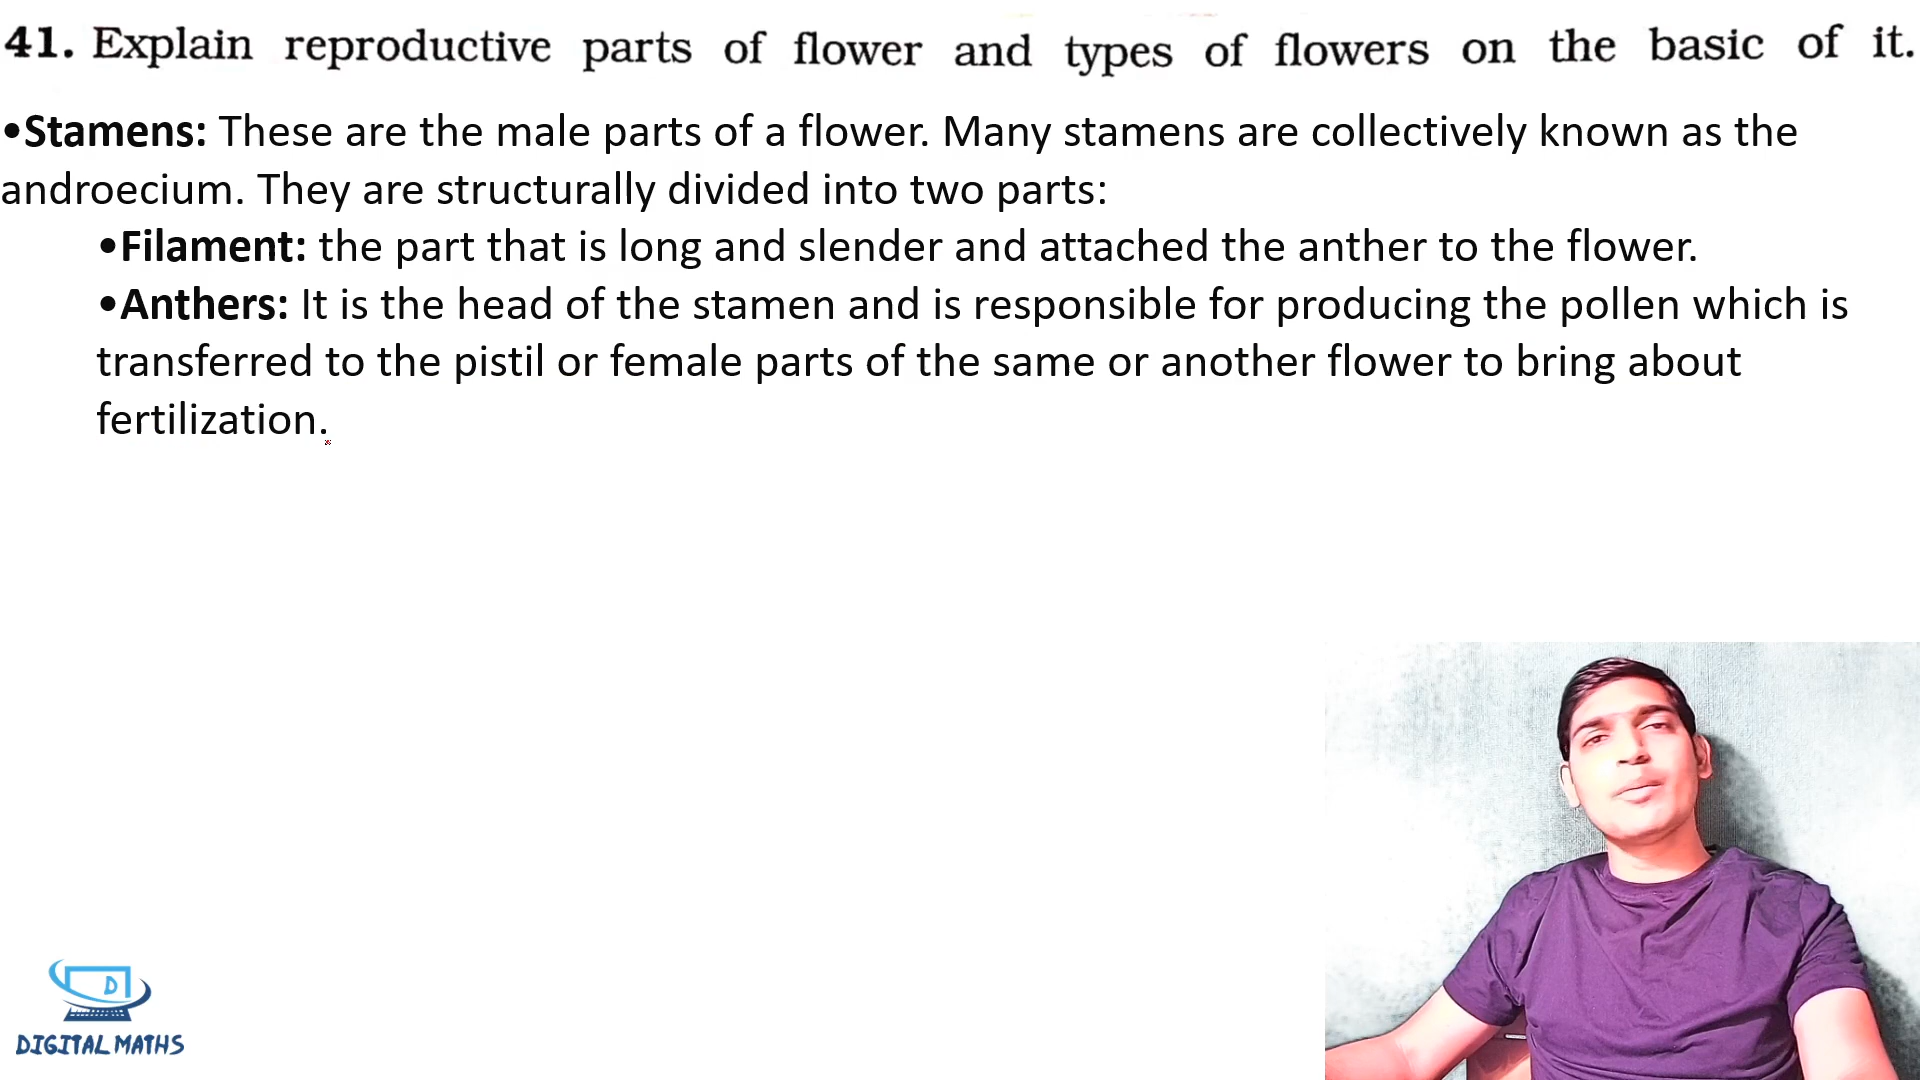 41. Explain reproductive parts of flower and types of flowers on the basic of it.
•Stamens: These are the male parts of a flower. Many stamens are collectively known as the
androecium. They are structurally divided into two parts:
•Filament: the part that is long and slender and attached the anther to the flower.
•Anthers: It is the head of the stamen and is responsible for producing the pollen which is
transferred to the pistil or female parts of the same or another flower to bring about
fertilization.
D
DIGITAL MATHS